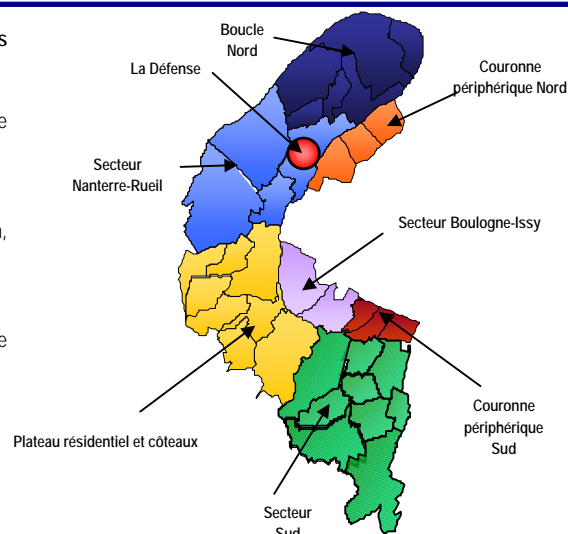 s
Boucle
Nord
La Défense
Couronne
périphérique Nord
e
Secteur
Nanterre-Rueil
Secteur Boulogne-Issy
,
e
Plateau résidentiel et côteaux
Couronne
périphérique
Sud
Secteur
Sud